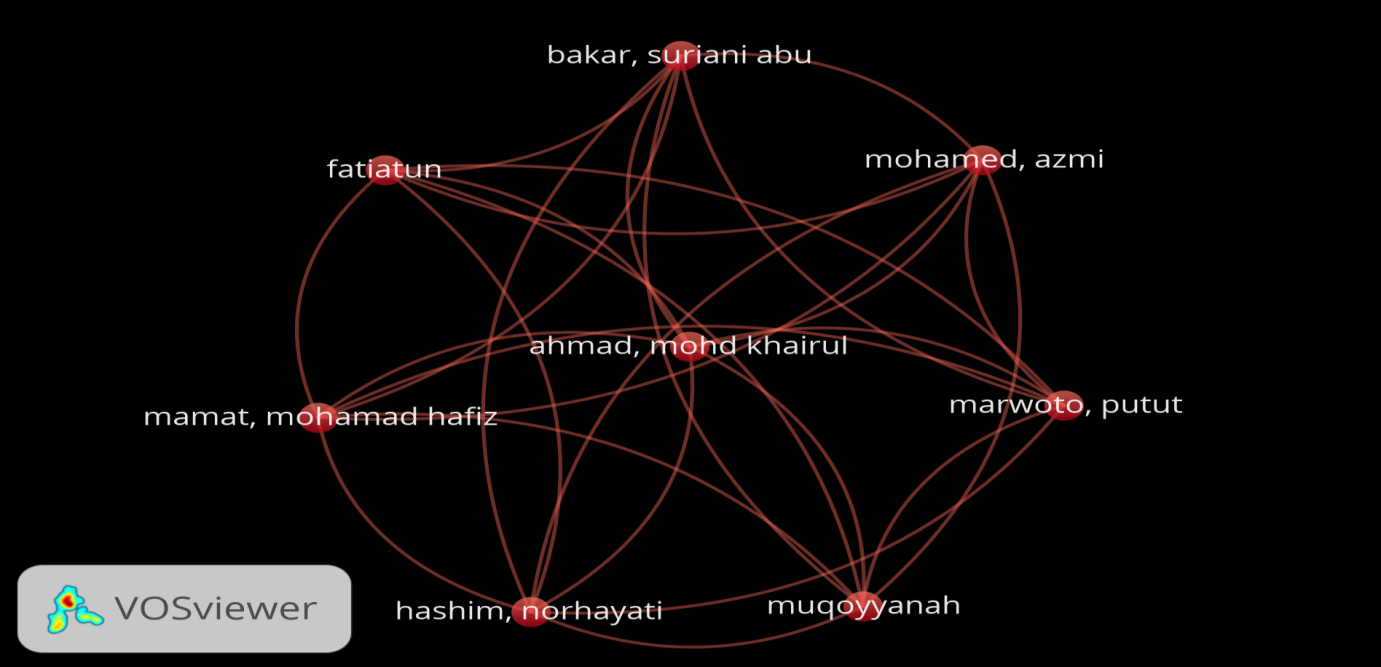 bakar, suriani abu
mohamed, azmi
fatiatun
ahmad, mohd khairul
marwoto, putut
mamat, mohamad hafiz
muqoyyanah
hashim, norhayati
VOSviewer